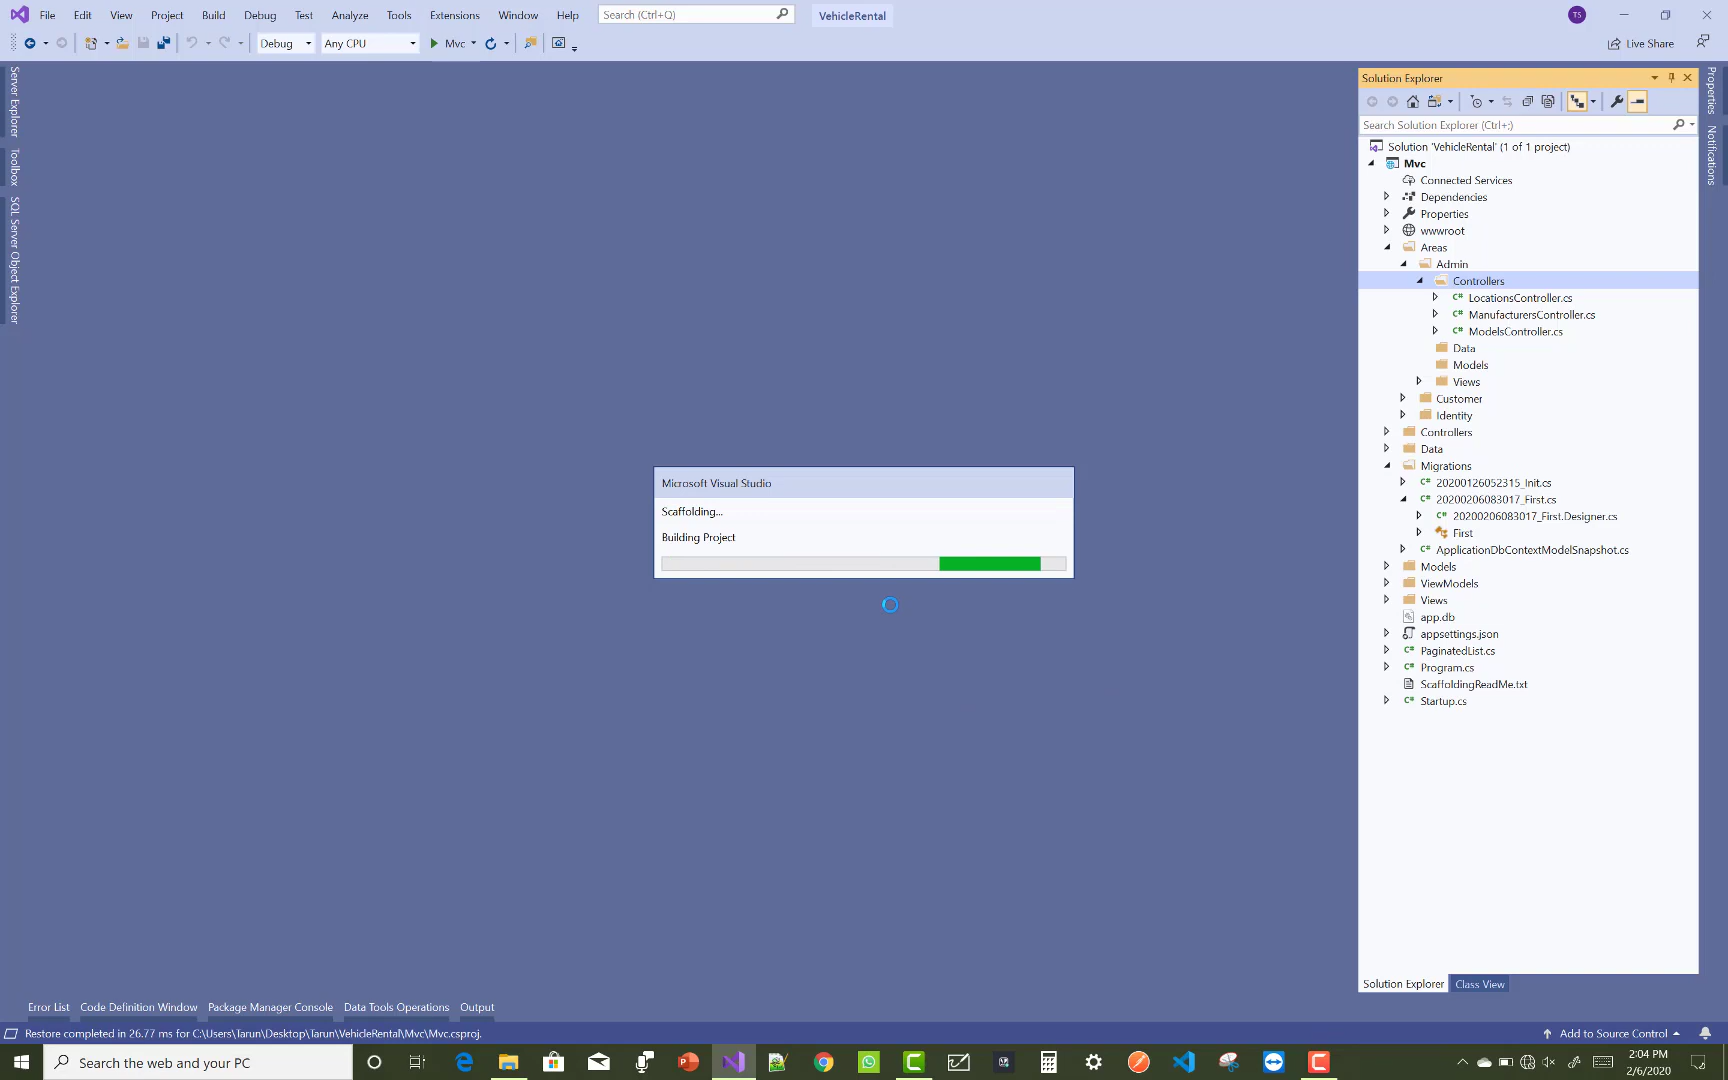 File Edit View Project Build Debug Test Analyze Tools Extensions Window Help Search (Ctrl+Q) VehicleRental TS
Debug Any CPU Mvc Live Share
Server Explorer
Toolbox
SQL Server Object Explorer
Microsoft Visual Studio
Scaffolding...
Building Project
Solution Explorer
Search Solution Explorer (Ctrl+;)
Solution 'VehicleRental' (1 of 1 project)
Mvc
Connected Services
Dependencies
Properties
wwwroot
Areas
Admin
Controllers
LocationsController.cs
ManufacturersController.cs
ModelsController.cs
Data
Models
Views
Customer
Identity
Controllers
Data
Migrations
20200126052315_Init.cs
20200206083017_First.cs
20200206083017_First.Designer.cs
First
ApplicationDbContextModelSnapshot.cs
Models
ViewModels
Views
app.db
appsettings.json
PaginatedList.cs
Program.cs
ScaffoldingReadMe.txt
Startup.cs
Solution Explorer Class View
Properties
Notifications
Error List Code Definition Window Package Manager Console Data Tools Operations Output
Restore completed in 26.77 ms for C:\Users\Tarun\Desktop\Tarun\VehicleRental\Mvc\Mvc.csproj. Add to Source Control
Search the web and your PC
2:04 PM
2/6/2020